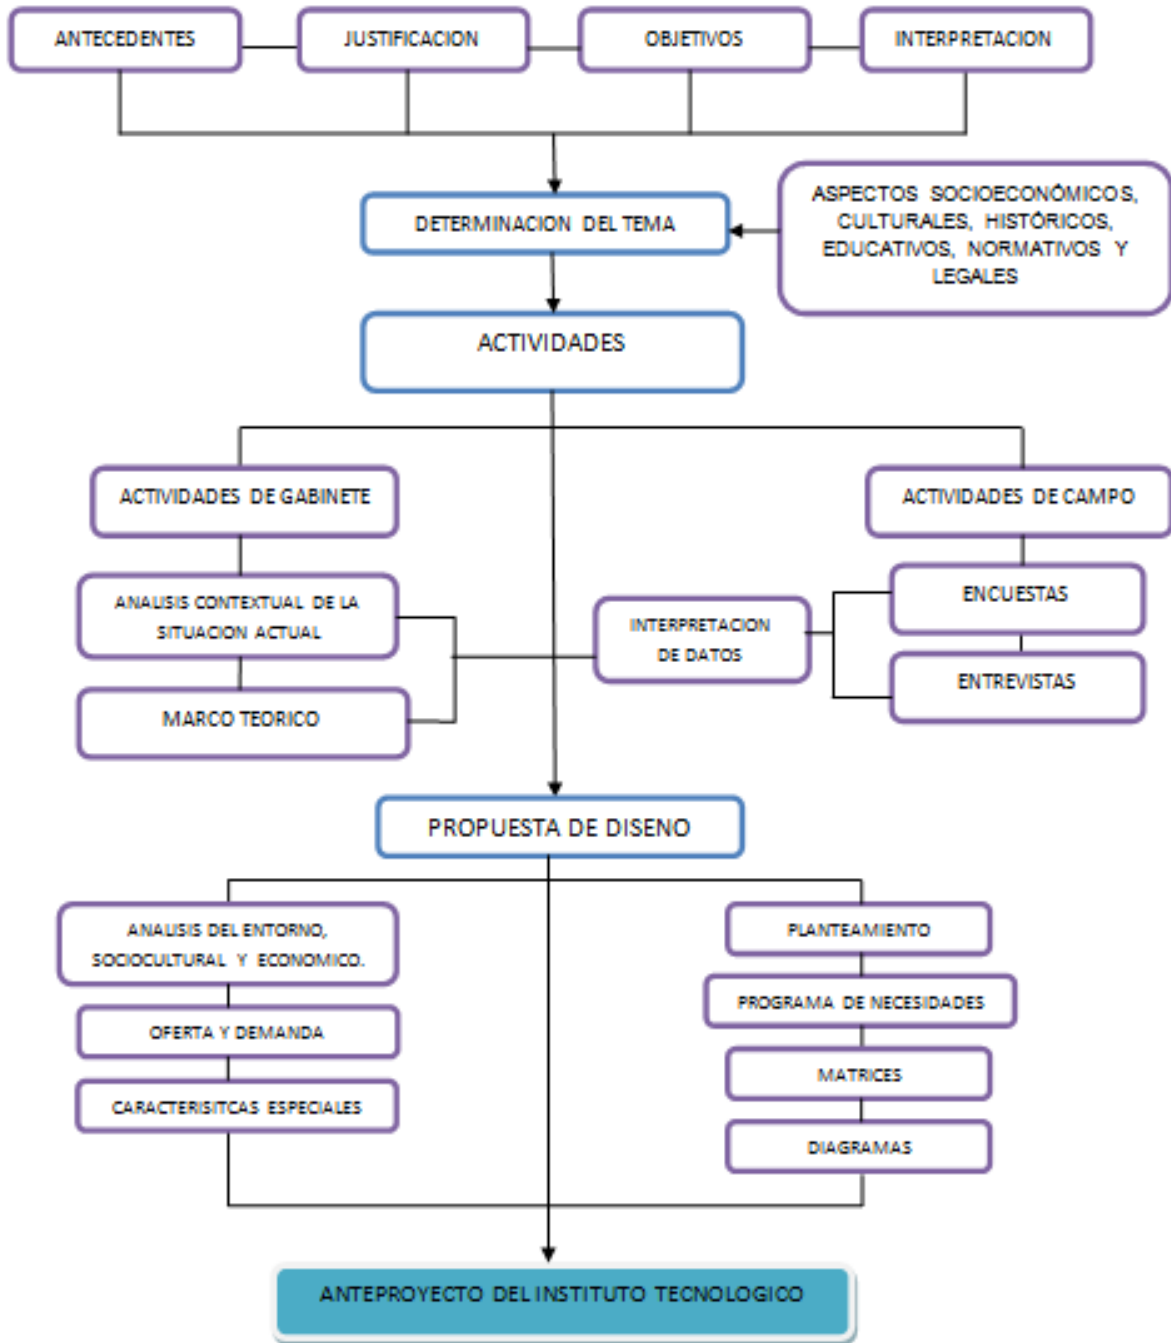 ANTECEDENTES
JUSTIFICACION
OBJETIVOS
INTERPRETACION
DETERMINACION DEL TEMA
ASPECTOS SOCIOECONÓMICOS,
CULTURALES, HISTÓRICOS,
EDUCATIVOS, NORMATIVOS Y
LEGALES
ACTIVIDADES
ACTIVIDADES DE GABINETE
ACTIVIDADES DE CAMPO
ANALISIS CONTEXTUAL DE LA
SITUACION ACTUAL
MARCO TEORICO
INTERPRETACION
DE DATOS
ENCUESTAS
ENTREVISTAS
PROPUESTA DE DISENO
ANALISIS DEL ENTORNO,
SOCIOCULTURAL Y ECONOMICO.
OFERTA Y DEMANDA
CARACTERISITCAS ESPECIALES
PLANTEAMIENTO
PROGRAMA DE NECESIDADES
MATRICES
DIAGRAMAS
ANTEPROYECTO DEL INSTITUTO TECNOLOGICO